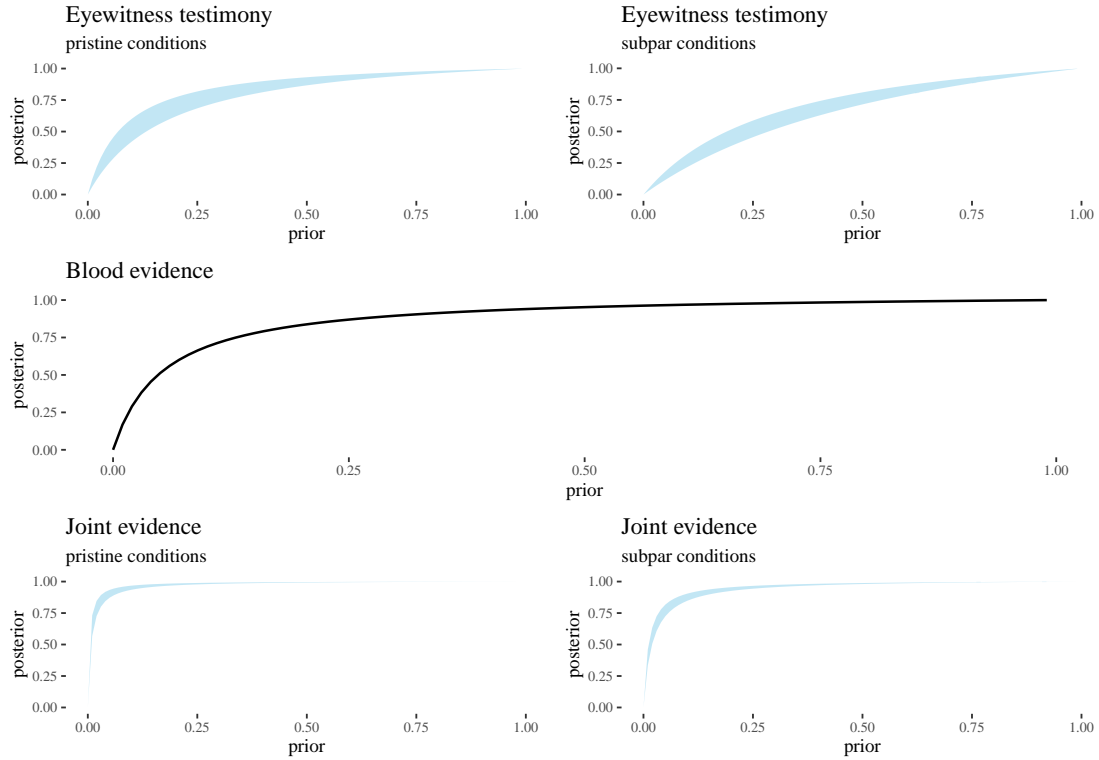 Eyewitness testimony
pristine conditions
1.00
0.75
0.50
0.25
0.00
posterior
0.00 0.25 0.50 0.75 1.00
prior
Eyewitness testimony
subpar conditions
1.00
0.75
0.50
0.25
0.00
posterior
0.00 0.25 0.50 0.75 1.00
prior
Blood evidence
1.00
0.75
0.50
0.25
0.00
posterior
0.00 0.25 0.50 0.75 1.00
prior
Joint evidence
pristine conditions
1.00
0.75
0.50
0.25
0.00
posterior
0.00 0.25 0.50 0.75 1.00
prior
Joint evidence
subpar conditions
1.00
0.75
0.50
0.25
0.00
posterior
0.00 0.25 0.50 0.75 1.00
prior